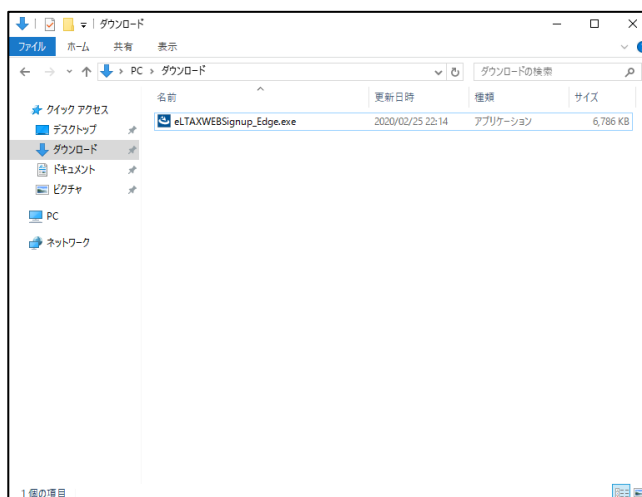 ダウンロード
ファイル ホーム 共有 表示
PC ダウンロード ダウンロードの検索
名前 更新日時 種類 サイズ
クイック アクセス
デスクトップ
ダウンロード
ドキュメント
ピクチャ
PC
ネットワーク
eLTAXWEBSignup_Edge.exe 2020/02/25 22:14 アプリケーション 6,786 KB
1 個の項目